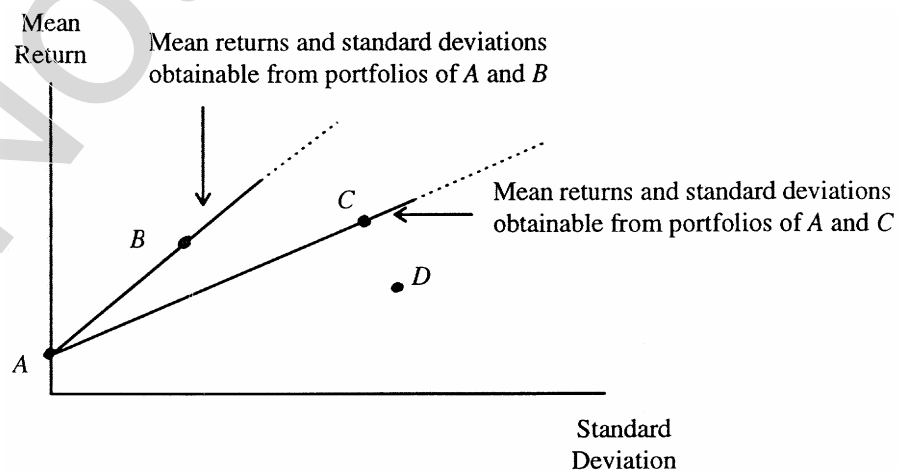 Mean
Return
Mean returns and standard deviations
obtainable from portfolios of A and B
C
B
Mean returns and standard deviations
obtainable from portfolios of A and C
D
A
Standard
Deviation